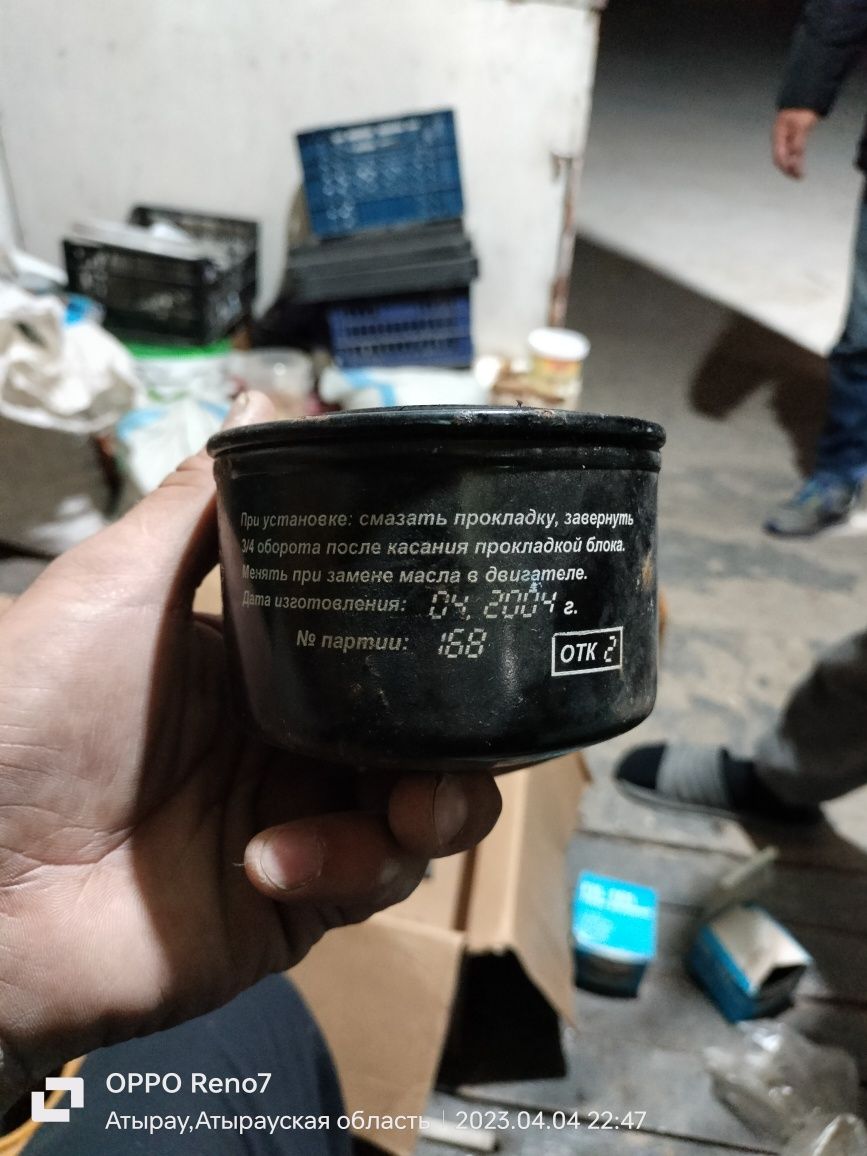 При установке: смазать прокладку, завернуть
3/4 оборота после касания прокладкой блока.
Менять при замене масла в двигателе.
Дата изготовления: 04. 2004 г.
№ партии: 168
ОТК 2
OPPO Reno7
Атырау,Атырауская область | 2023.04.04 22:47